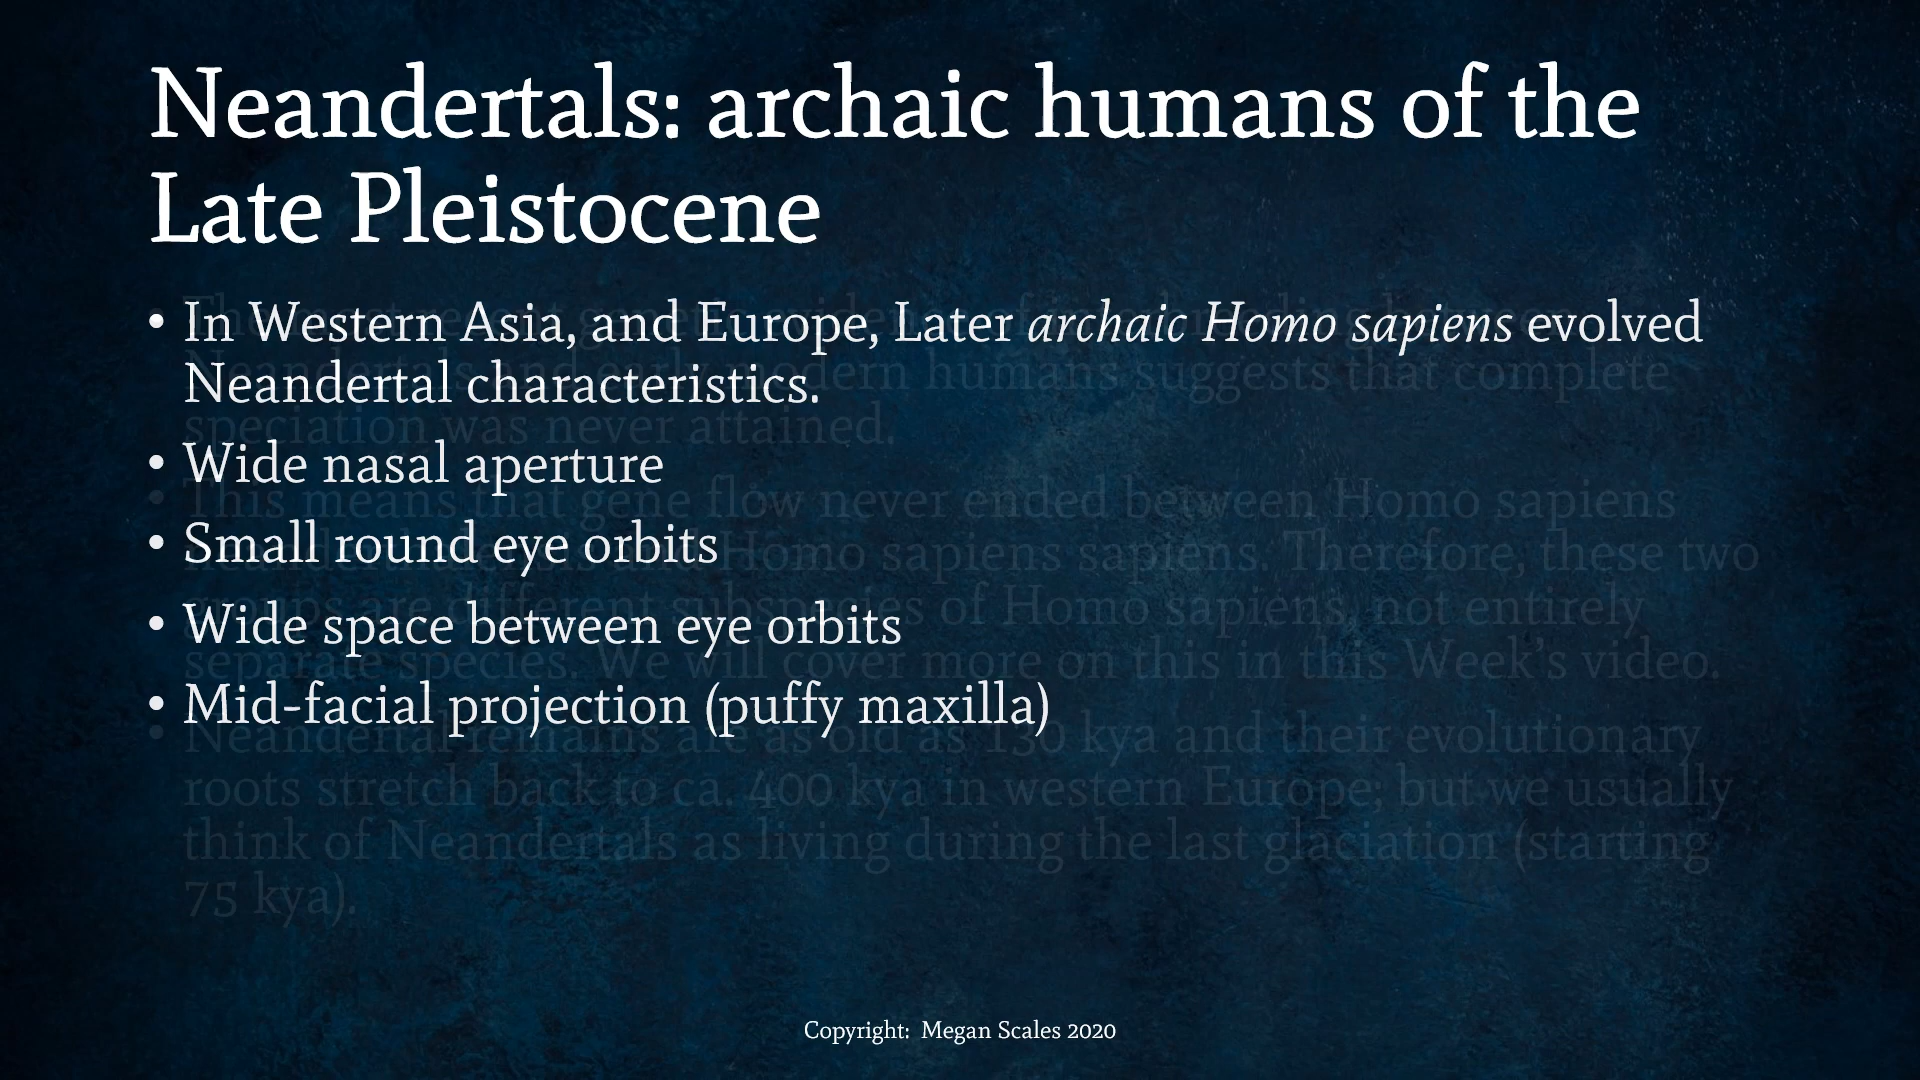 Neandertals: archaic humans of the
Late Pleistocene
• In Western Asia, and Europe, Later archaic Homo sapiens evolved
Neandertal characteristics.
• Wide nasal aperture
• Small round eye orbits
• Wide space between eye orbits
• Mid-facial projection (puffy maxilla)
humans suggests that complete
speciation was never attained.
• This means that gene flow never ended between Homo sapiens
Homo sapiens sapiens. Therefore, these two
groups are different subspecies of Homo sapiens, not entirely
separate species. We will cover more on this in this Week’s video.
• Neandertal remains are as old as 130 kya and their evolutionary
roots stretch back to ca. 400 kya in western Europe; but we usually
think of Neandertals as living during the last glaciation (starting
75 kya).
Copyright: Megan Scales 2020